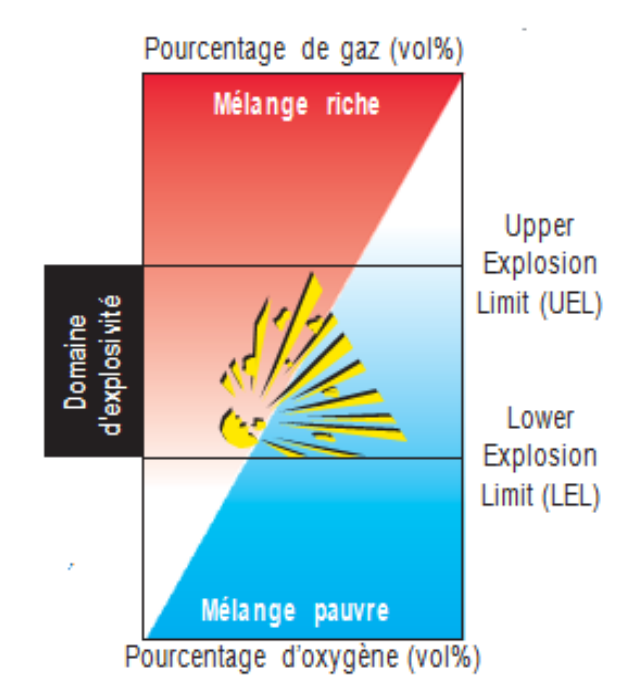 Pourcentage de gaz (vol%)
Mélange riche
Upper
Explosion
Limit (UEL)
Domaine
d'explosivité
Lower
Explosion
Limit (LEL)
Mélange pauvre
Pourcentage d'oxygène (vol%)